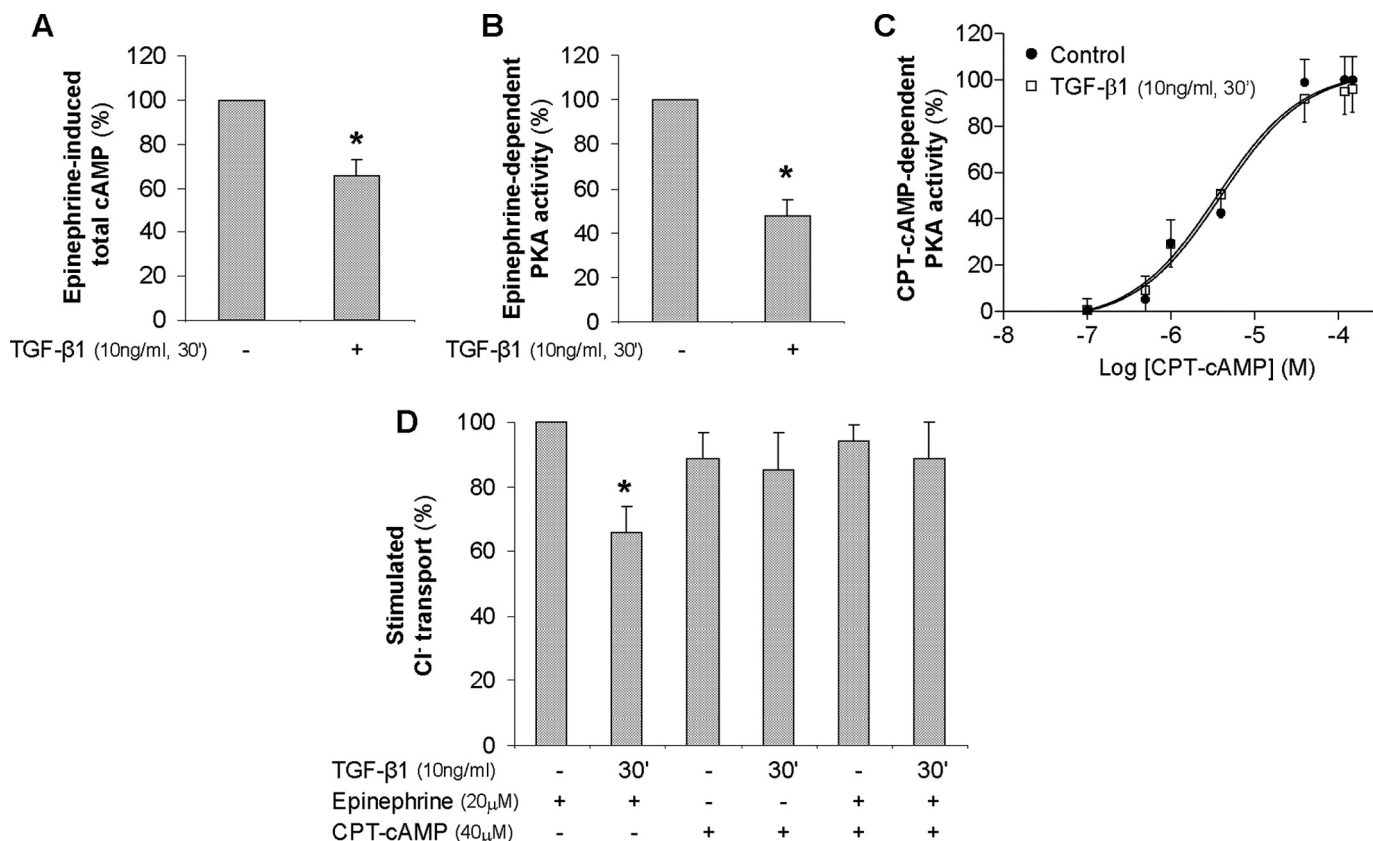 A
Epinephrine-induced
total cAMP (%)
120
100
80
60
40
20
0
*
TGF-β1 (10ng/ml, 30')
-
+
B
Epinephrine-dependent
PKA activity (%)
120
100
80
60
40
20
0
*
TGF-β1 (10ng/ml, 30')
-
+
C
CPT-cAMP-dependent
PKA activity (%)
120
100
80
60
40
20
0
Control
TGF-β1 (10ng/ml, 30')
-8
-7
-6
-5
-4
Log [CPT-cAMP] (M)
D
Stimulated
Cl- transport (%)
100
80
60
40
20
0
*
TGF-β1 (10ng/ml) - 30' - 30' - 30'
Epinephrine (20μM) + + - - + +
CPT-cAMP (40μM) - - + + + +